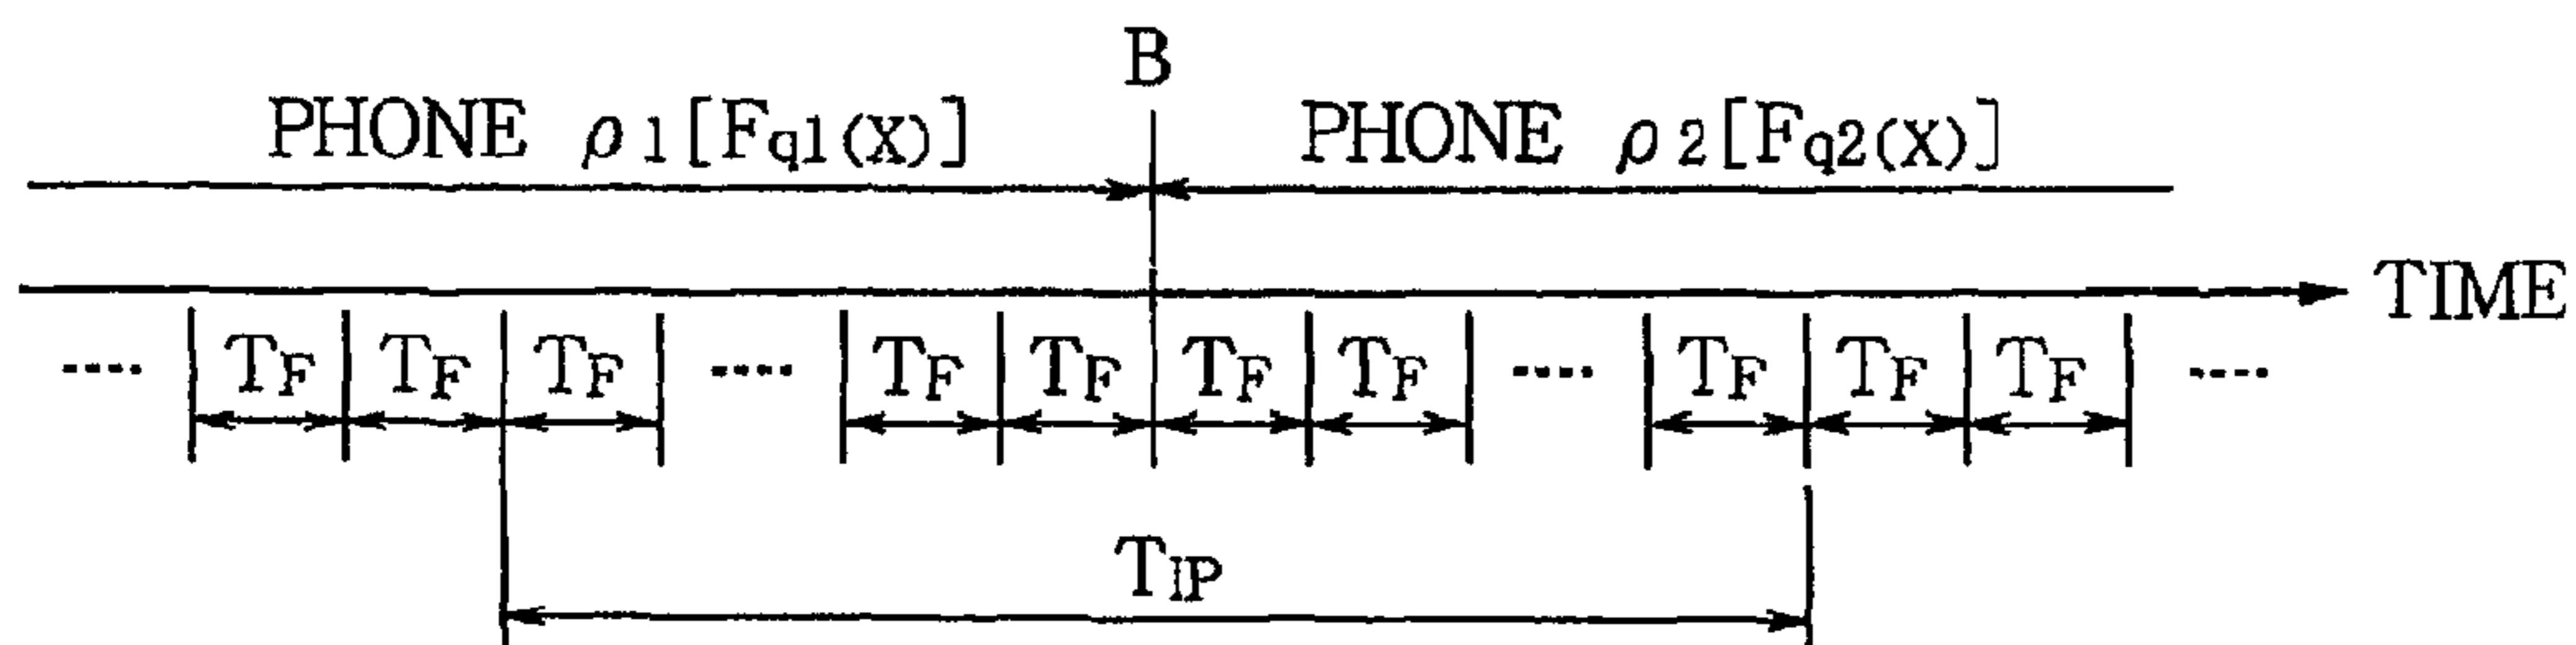 B
PHONE ρ1[Fq1(X)] PHONE ρ2[Fq2(X)]
TIME
---- TF TF TF ---- TF TF TF TF ---- TF TF TF ----
TIP